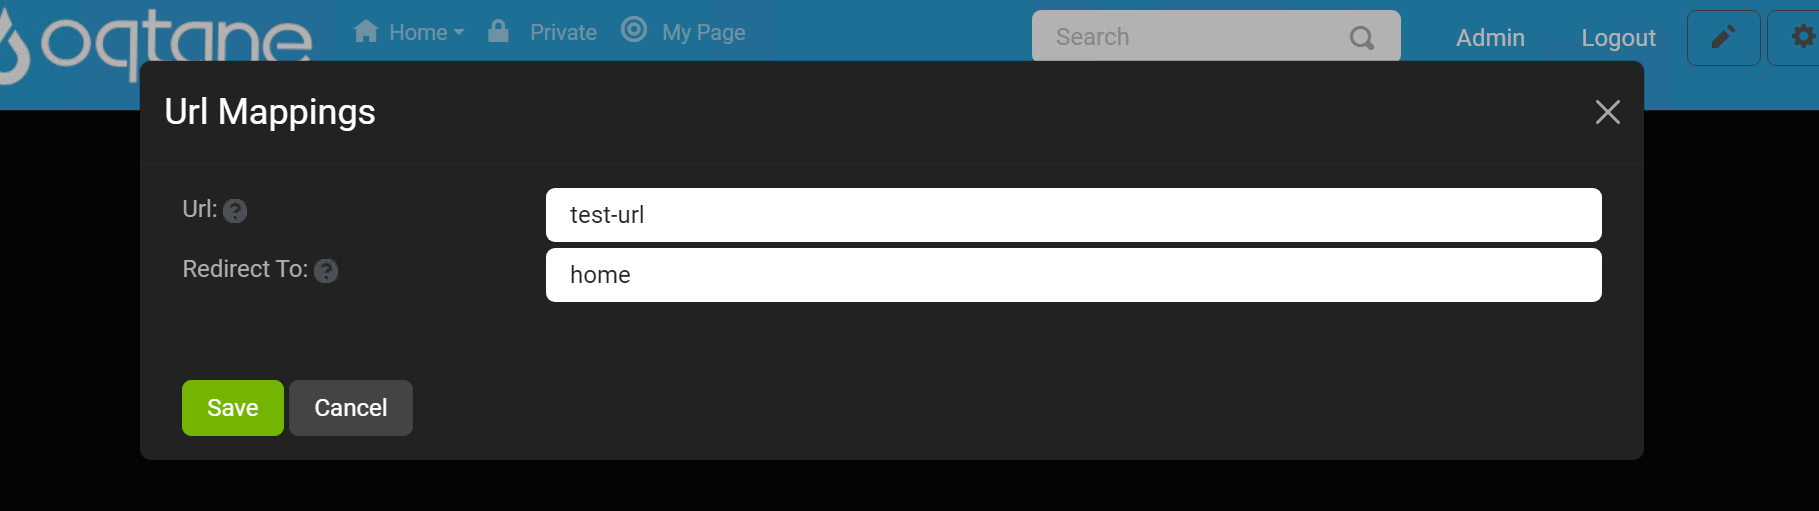 oqtane
Home
Private
My Page
Search
Admin
Logout
Url Mappings
Url: ?
test-url
Redirect To: ?
home
Save
Cancel